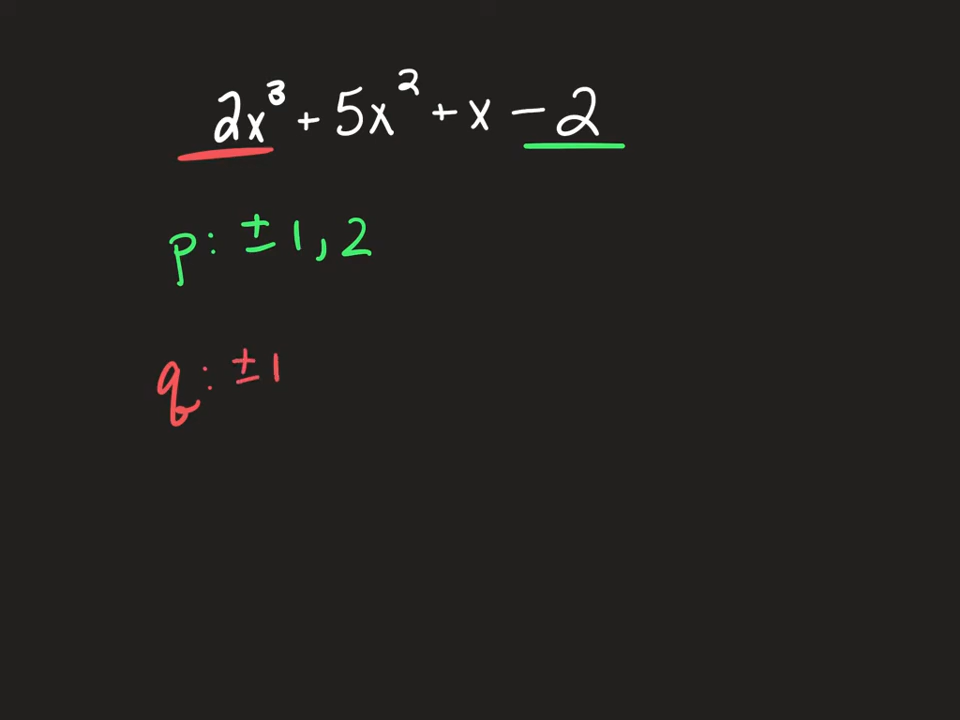 2x³ + 5x² + x - 2
p: ± 1, 2
q: ± 1